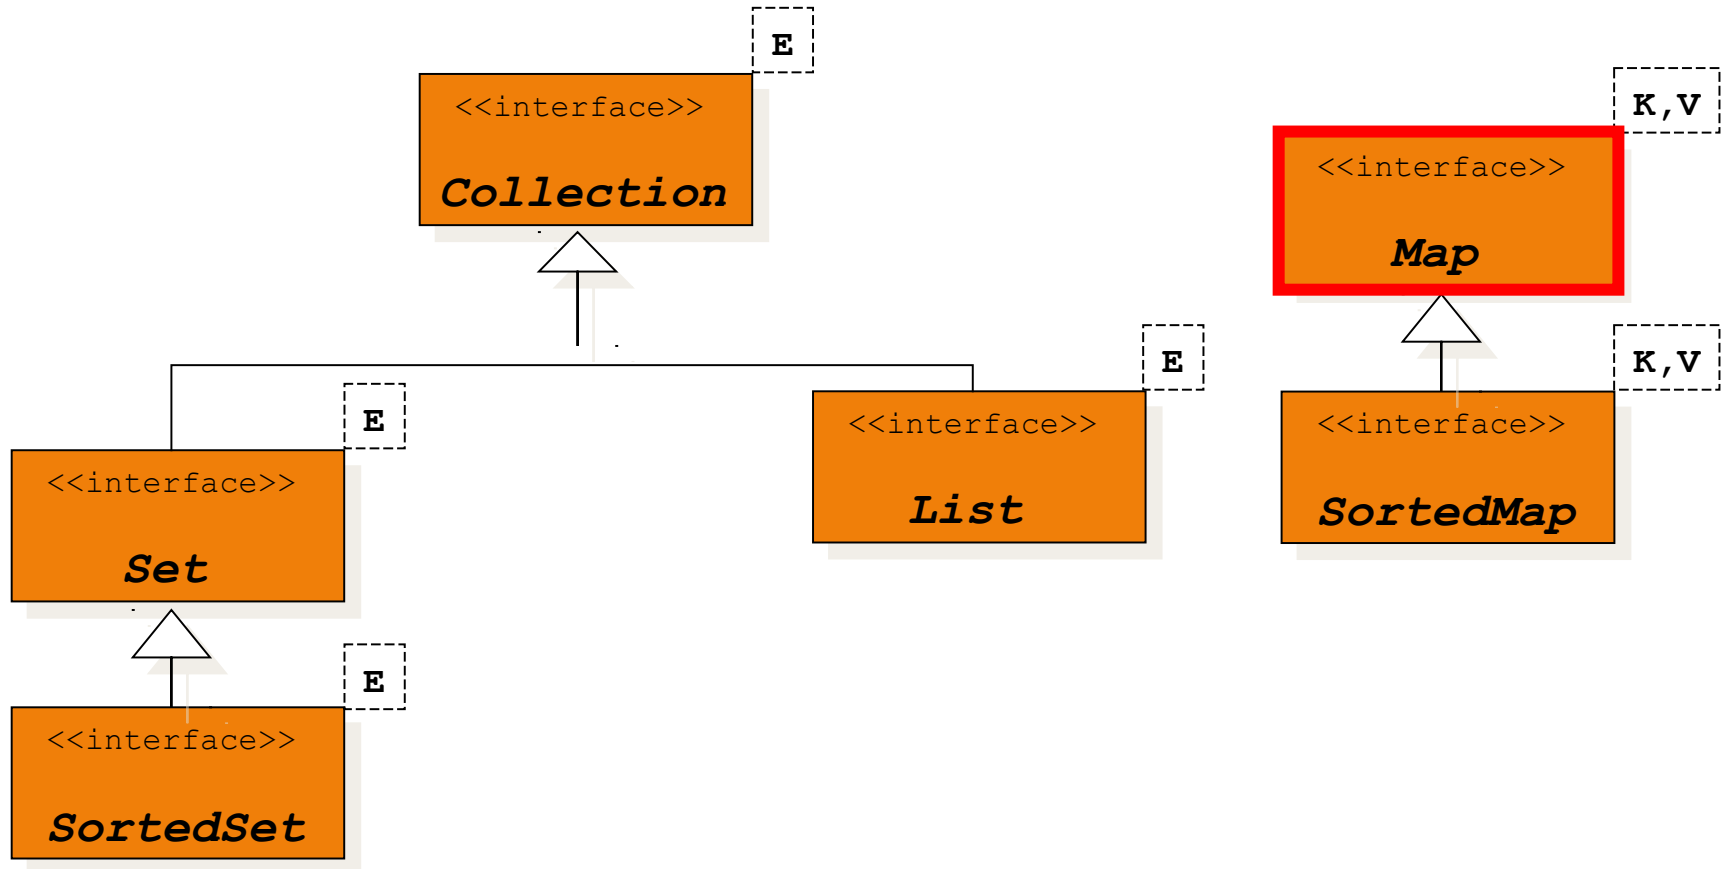 E
<<interface>>
Collection
K,V
<<interface>>
Map
E
<<interface>>
Set
E
<<interface>>
List
K,V
<<interface>>
SortedMap
E
<<interface>>
SortedSet